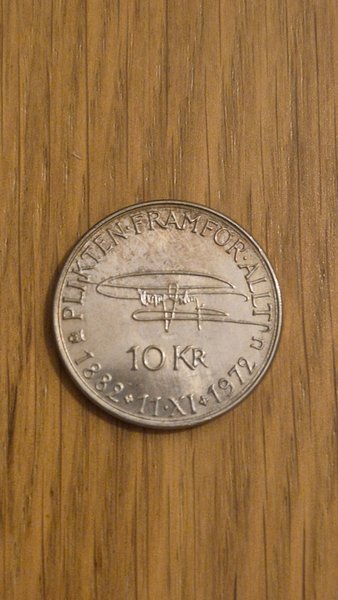 PLIKTEN·FRAMFÖR·ALLT
10 KR
U 1882 * 11·XI * 1972